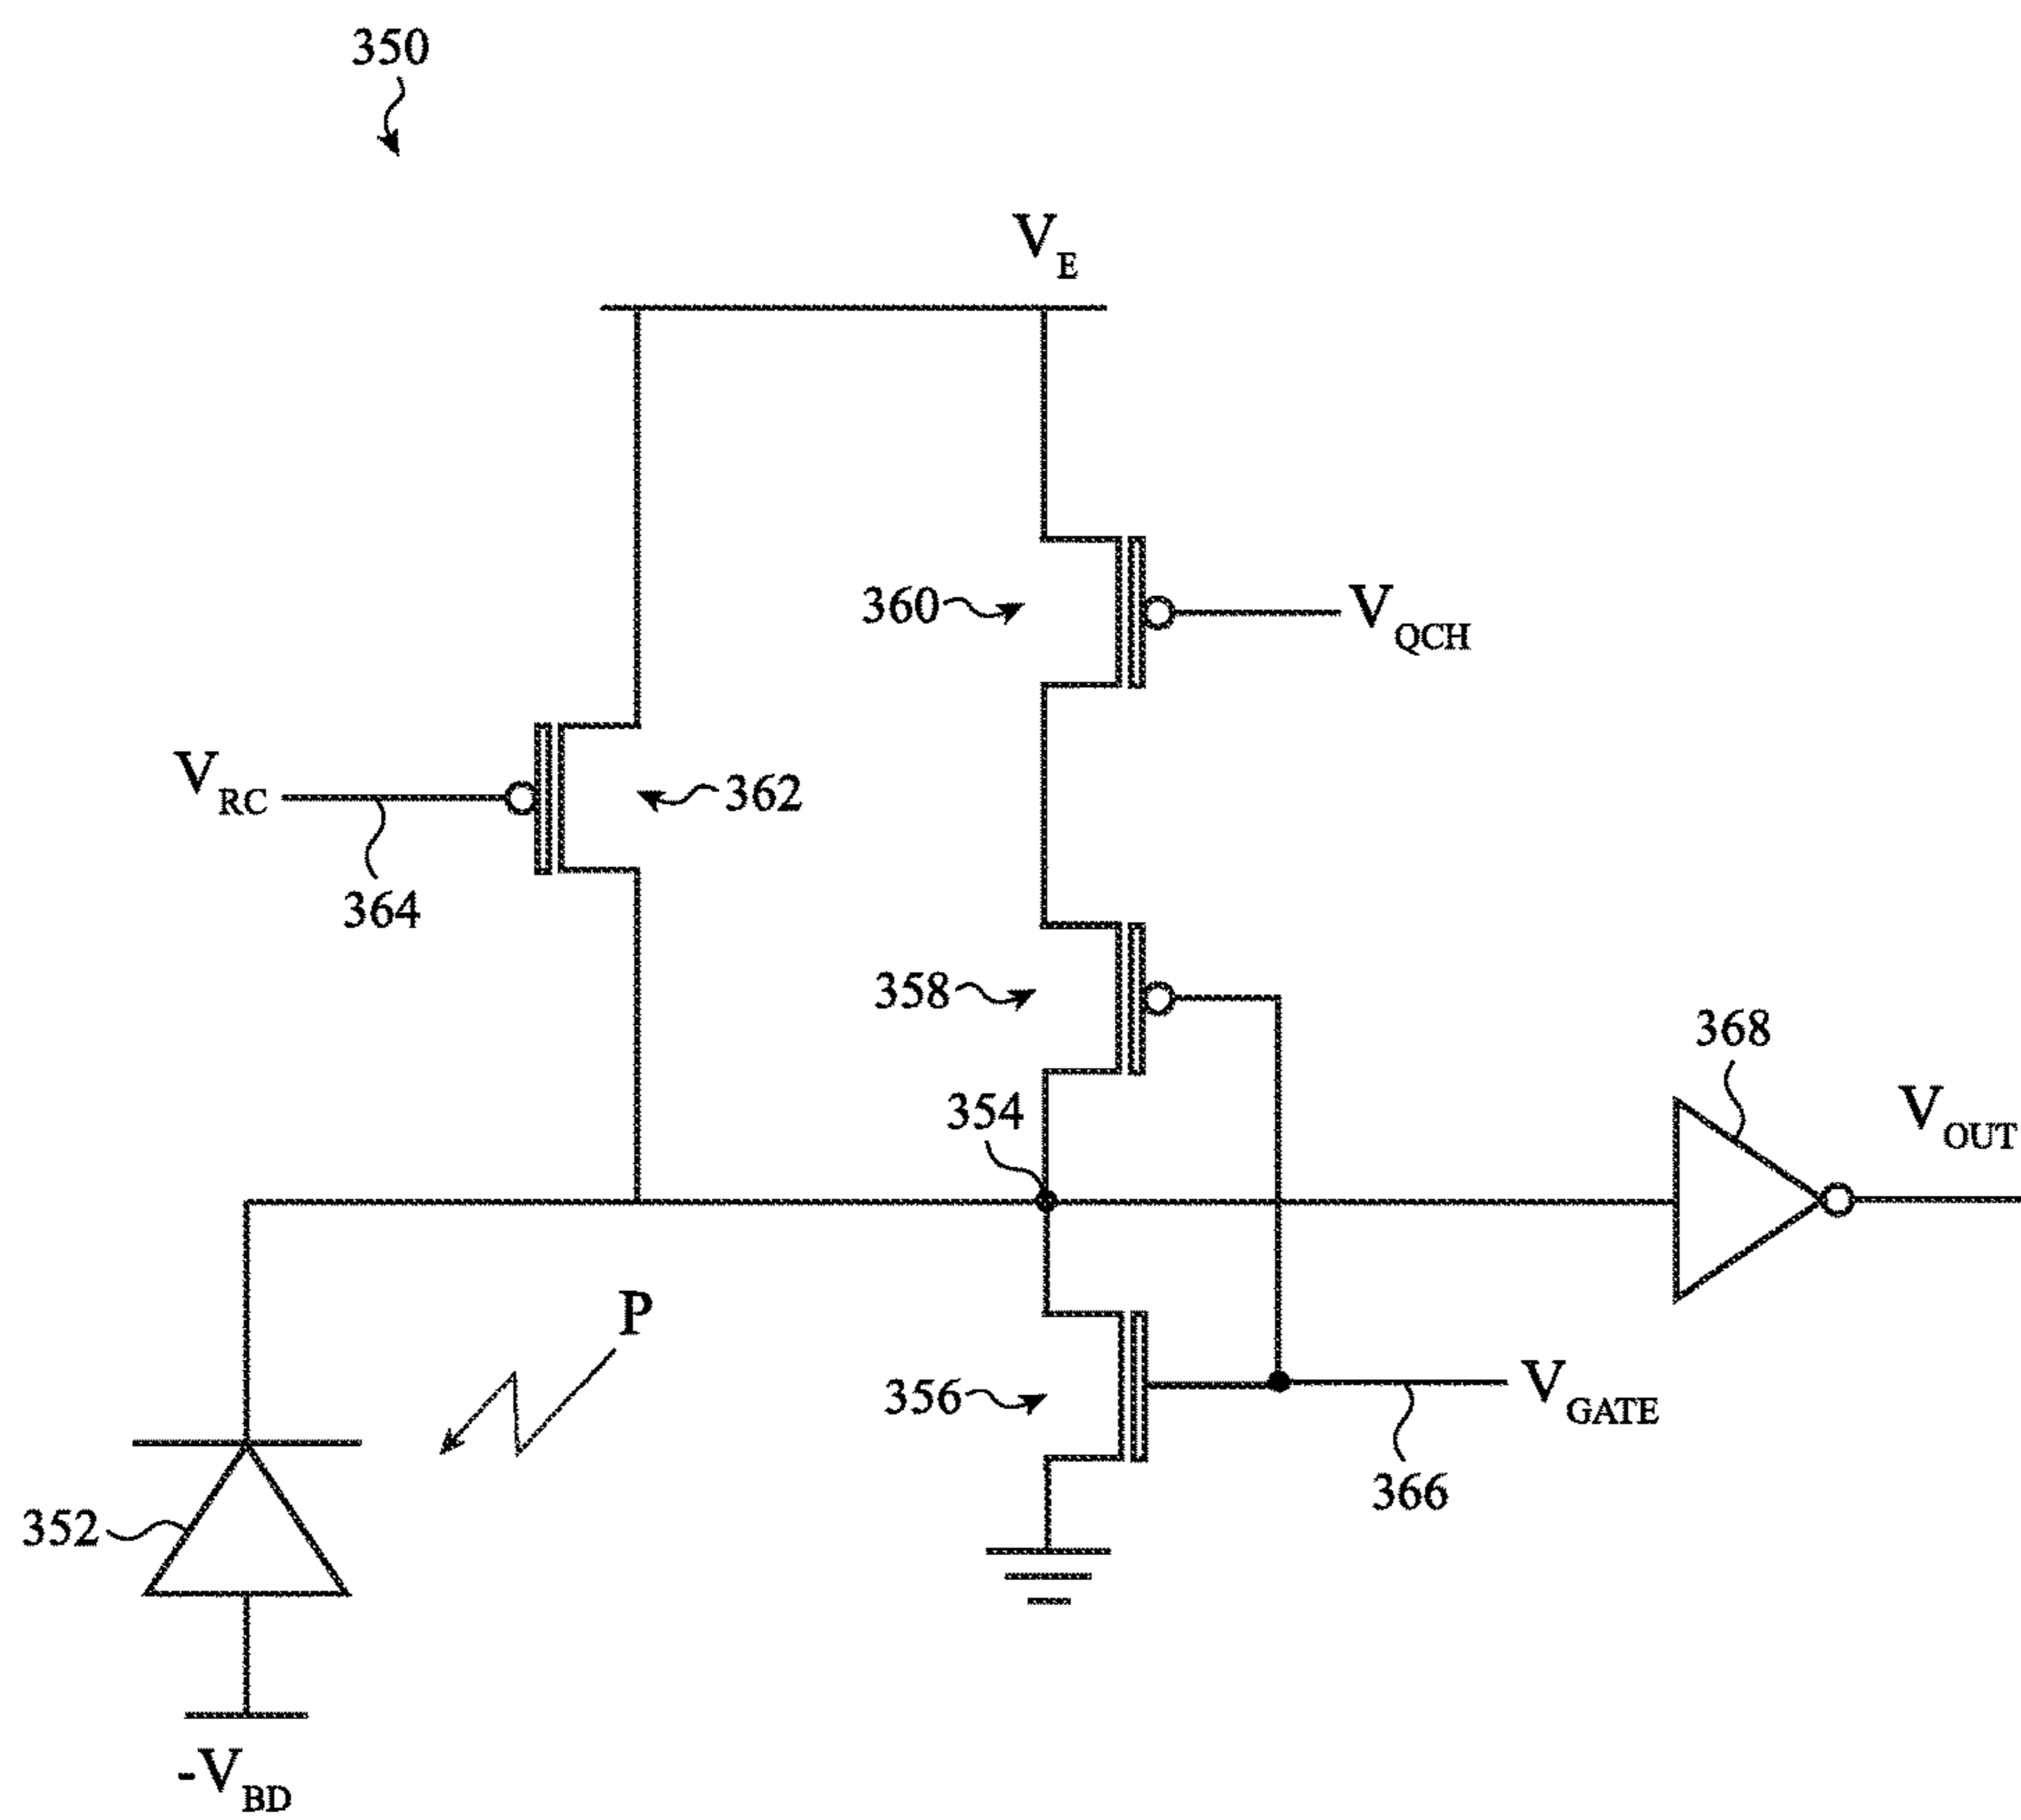 350
V_E
360
V_QCH
V_RC
362
364
358
368
354
V_OUT
P
356
V_GATE
366
352
-V_BD